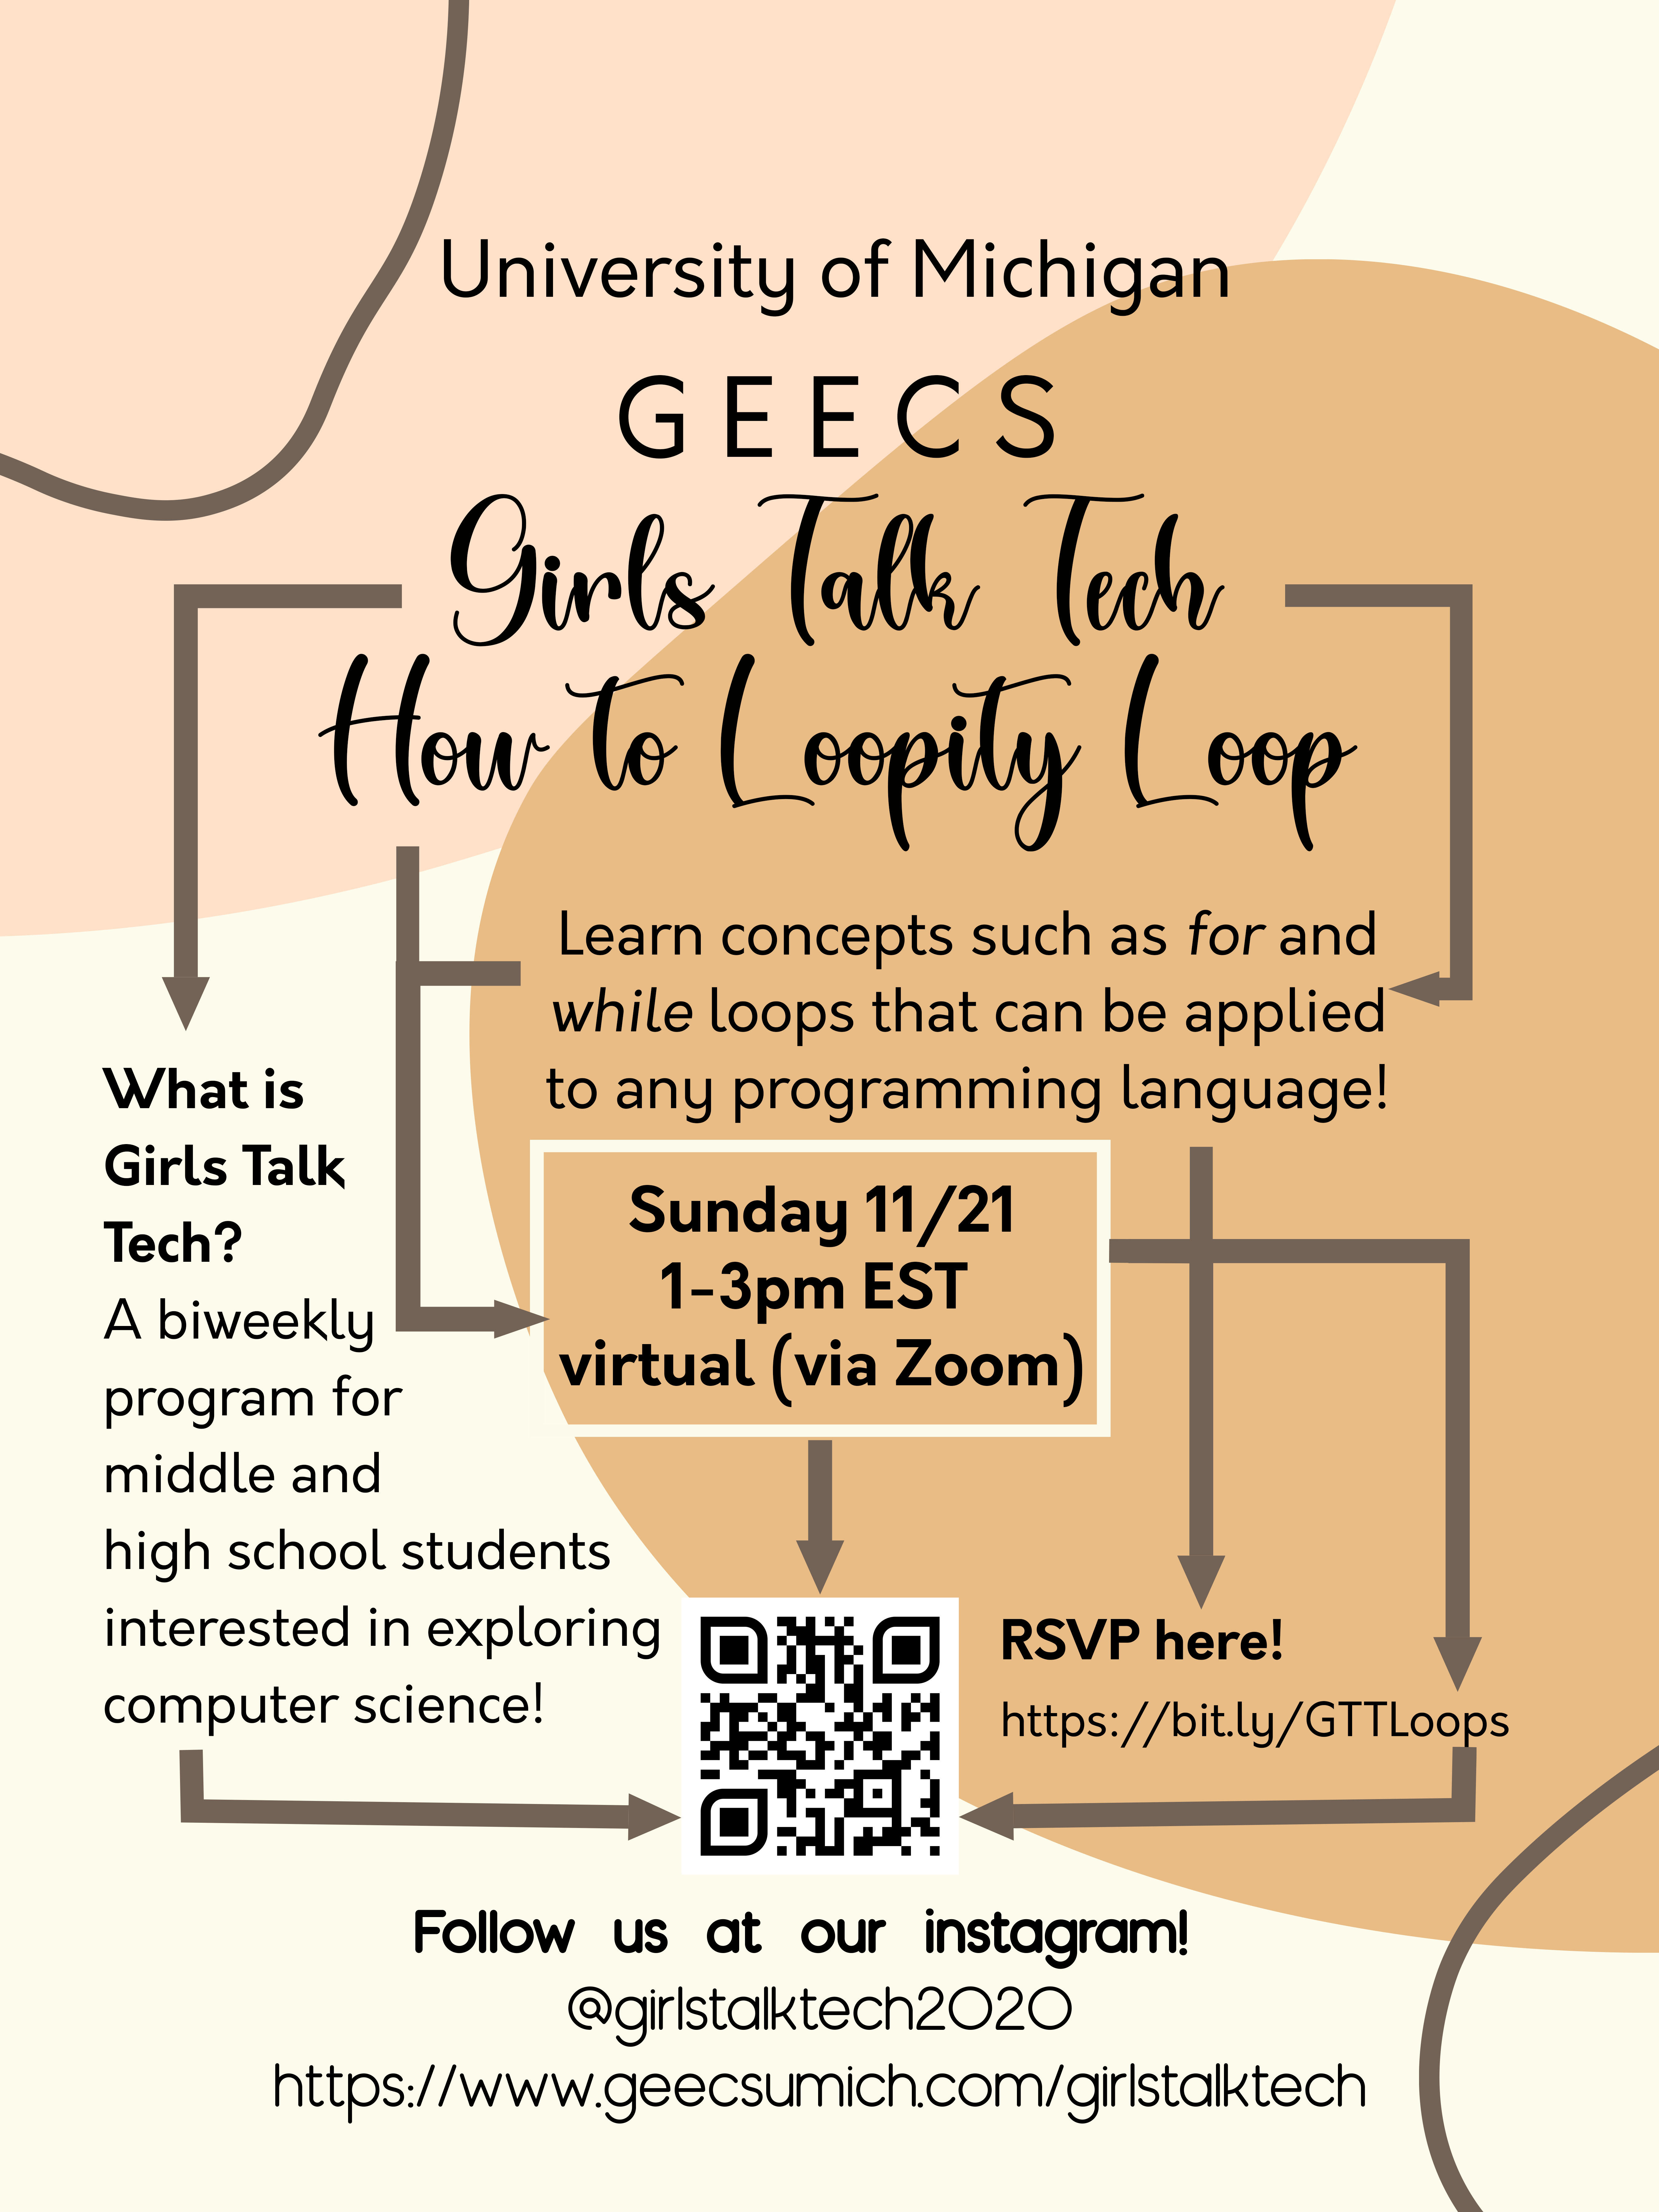 University of Michigan
GEECS
Girls Talk Tech
How to Loopity Loop
Learn concepts such as for and
while loops that can be applied
to any programming language!
What is
Girls Talk
Tech?
A biweekly
program for
middle and
high school students
interested in exploring
computer science!
Sunday 11/21
1-3pm EST
virtual (via Zoom)
RSVP here!
https://bit.ly/GTTLoops
Follow us at our instagram!
@girlstalktech2020
https://www.geecsumich.com/girlstalktech